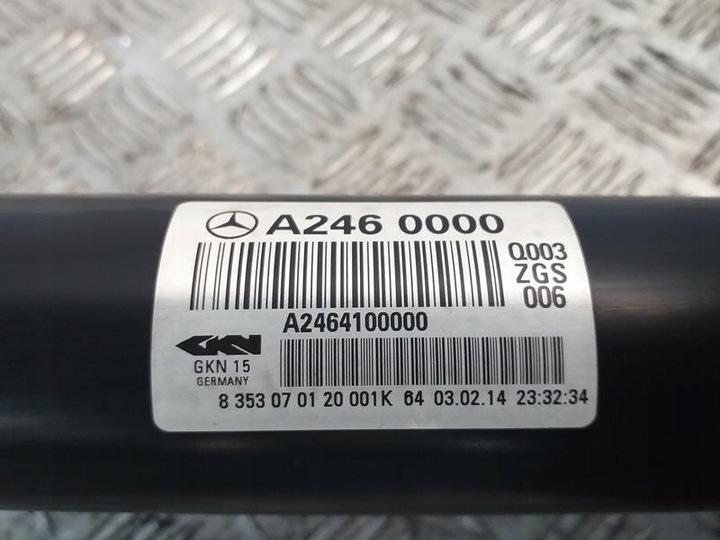 A246 0000
Q003
ZGS
006
A2464100000
GKN
GKN 15
GERMANY
8 353 07 01 20 001K 64 03.02.14 23:32:34